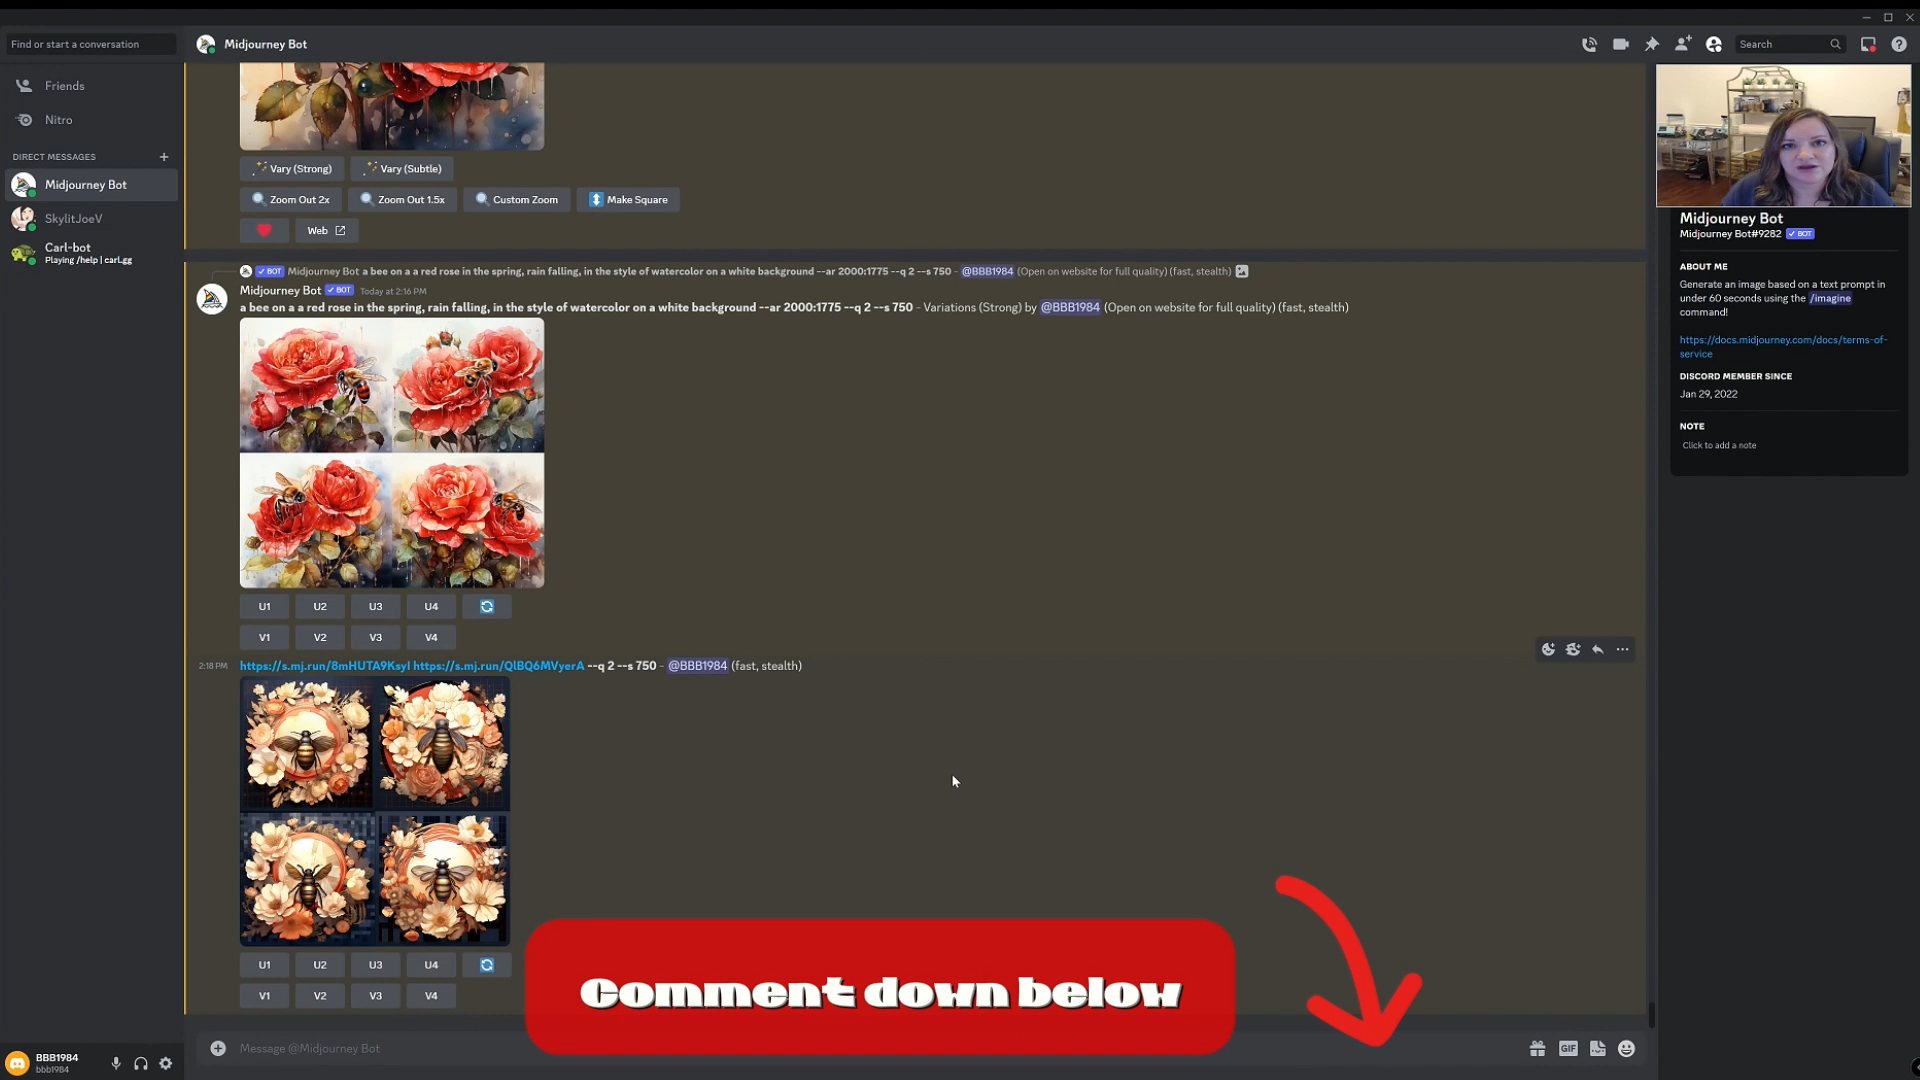 Find or start a conversation
Midjourney Bot
Search
Friends
Nitro
DIRECT MESSAGES
Midjourney Bot
SkylitJoeV
Carl-bot
Playing /help | carl.gg
Vary (Strong)
Vary (Subtle)
Zoom Out 2x
Zoom Out 1.5x
Custom Zoom
Make Square
Web
BOT Midjourney Bot a bee on a a red rose in the spring, rain falling, in the style of watercolor on a white background --ar 2000:1775 --q 2 --s 750 - @BBB1984 (Open on website for full quality) (fast, stealth)
Midjourney Bot BOT Today at 2:16 PM
a bee on a a red rose in the spring, rain falling, in the style of watercolor on a white background --ar 2000:1775 --q 2 --s 750 - Variations (Strong) by @BBB1984 (Open on website for full quality) (fast, stealth)
U1 U2 U3 U4
V1 V2 V3 V4
2:18 PM https://s.mj.run/8mHUTA9KsyI https://s.mj.run/QlBQ6MVyerA --q 2 --s 750 - @BBB1984 (fast, stealth)
U1 U2 U3 U4
V1 V2 V3 V4
Comment down below
Message @Midjourney Bot
GIF
BBB1984
bbb1984
Midjourney Bot
Midjourney Bot#9282 BOT
ABOUT ME
Generate an image based on a text prompt in
under 60 seconds using the /imagine
command!
https://docs.midjourney.com/docs/terms-of-
service
DISCORD MEMBER SINCE
Jan 29, 2022
NOTE
Click to add a note